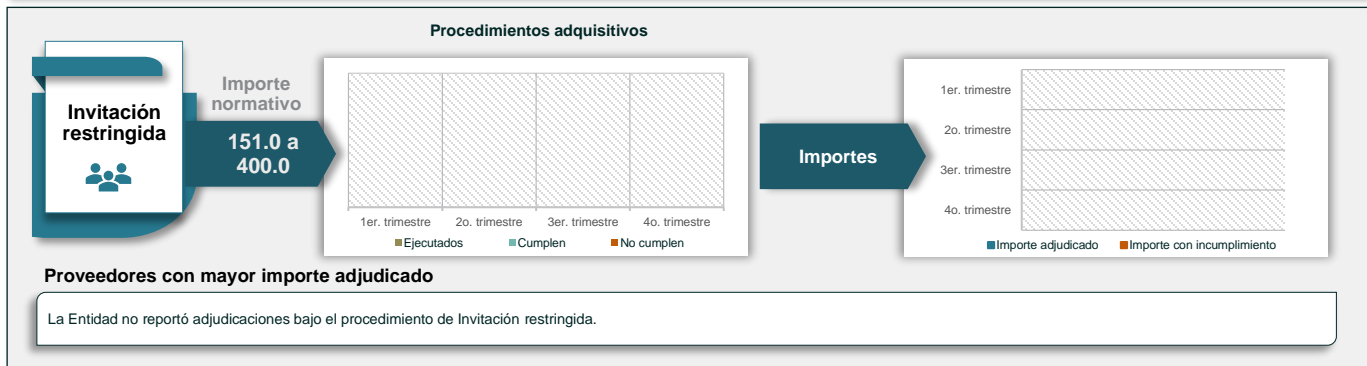 Procedimientos adquisitivos
Invitación
restringida
Importe
normativo
151.0 a
400.0
1er. trimestre
2o. trimestre
3er. trimestre
4o. trimestre
Ejecutados
Cumplen
No cumplen
Importes
1er. trimestre
2o. trimestre
3er. trimestre
4o. trimestre
Importe adjudicado
Importe con incumplimiento
Proveedores con mayor importe adjudicado
La Entidad no reportó adjudicaciones bajo el procedimiento de Invitación restringida.